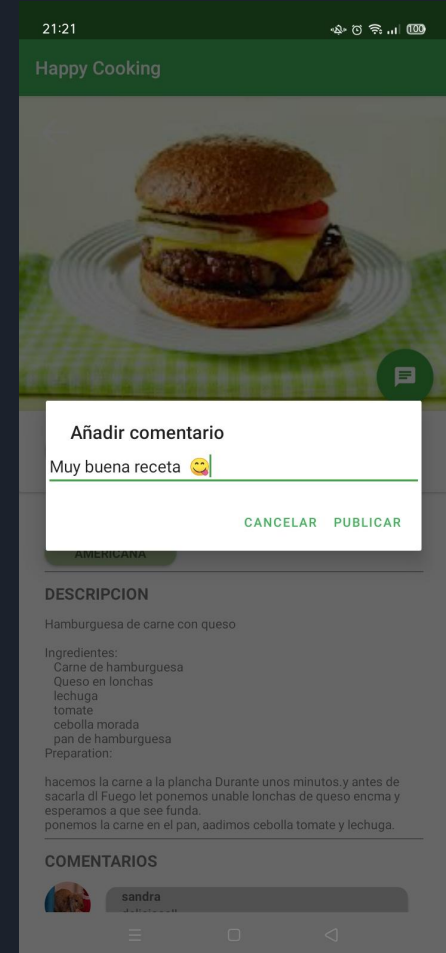 21:21
100
Happy Cooking
Añadir comentario
Muy buena receta 😋
CANCELAR PUBLICAR
AMERICANA
DESCRIPCION
Hamburguesa de carne con queso
Ingredientes:
Carne de hamburguesa
Queso en lonchas
lechuga
tomate
cebolla morada
pan de hamburguesa
Preparation:
hacemos la carne a la plancha Durante unos minutos.y antes de
sacarla dl Fuego let ponemos unable lonchas de queso encma y
esperamos a que see funda.
ponemos la carne en el pan, aadimos cebolla tomate y lechuga.
COMENTARIOS
sandra